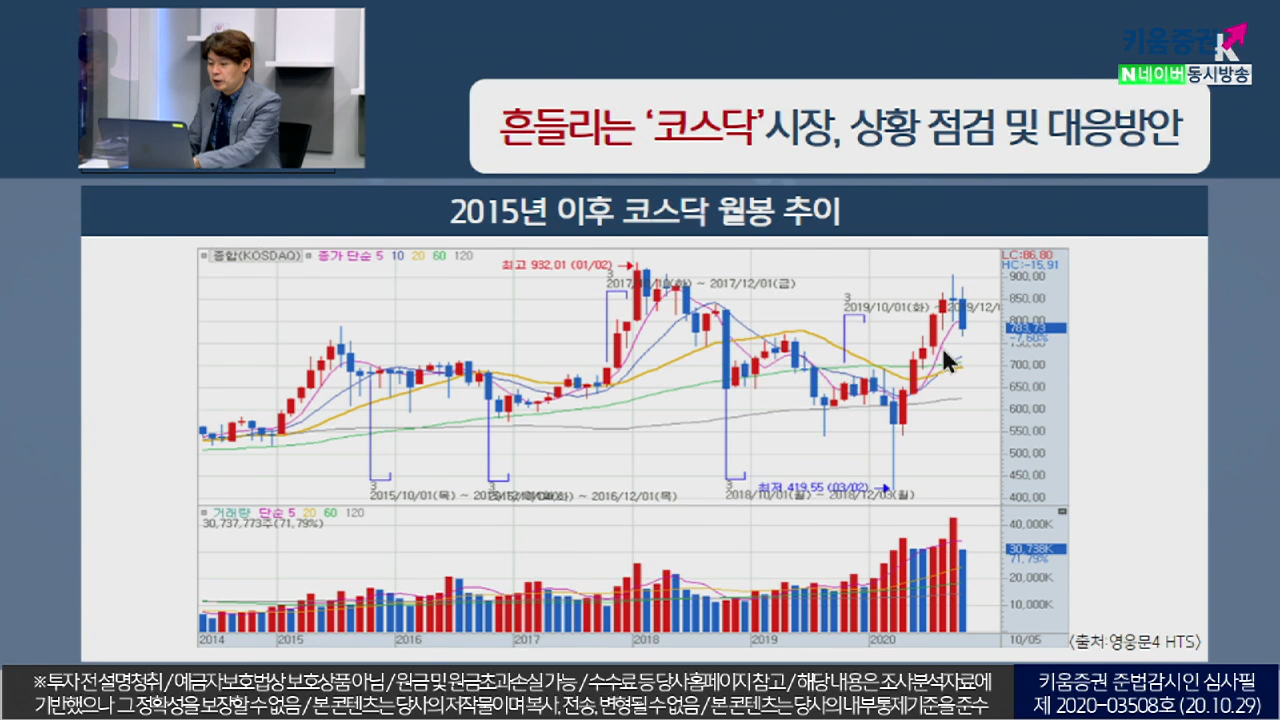 키움증권
N 네이버 동시방송
흔들리는 ‘코스닥’시장, 상황 점검 및 대응방안
2015년 이후 코스닥 월봉 추이
종합(KOSDAQ) 종가 단순 5 10 20 60 120
최고 932,01 (01/02)
LC:86,80
HC:-15,91
900,00
2017/10/10(화) ~ 2017/12/01(금)
3
850,00
2019/10/01(화) ~ 2019/12/0
800,00
783,73
-7,60%
750,00
700,00
650,00
600,00
550,00
500,00
450,00
최저 419,55 (03/02)
3
2015/10/01(목) ~
3
~ 2016/12/01(목)
3
2018/10/01(월) ~ 2018/12/03(월)
400,00
거래량 단순 5 20 60 120
30,737,773주(71,79%)
40,000K
30,738K
71,79%
20,000K
10,000K
2014 2015 2016 2017 2018 2019 2020 10/05
〈출처:영웅문4 HTS〉
※ 투자 전 설명청취 / 예금자보호법상 보호상품 아님 / 원금 및 원금초과손실 가능 / 수수료 등 당사홈페이지 참고 / 해당 내용은 조사분석자료에
기반했으나 그 정확성을 보장할 수 없음 / 본 콘텐츠는 당사의 저작물이며 복사, 전송, 변형될 수 없음 / 본 콘텐츠는 당사의 내부통제기준을 준수
키움증권 준법감시인 심사필
제 2020-03508호 (20.10.29)